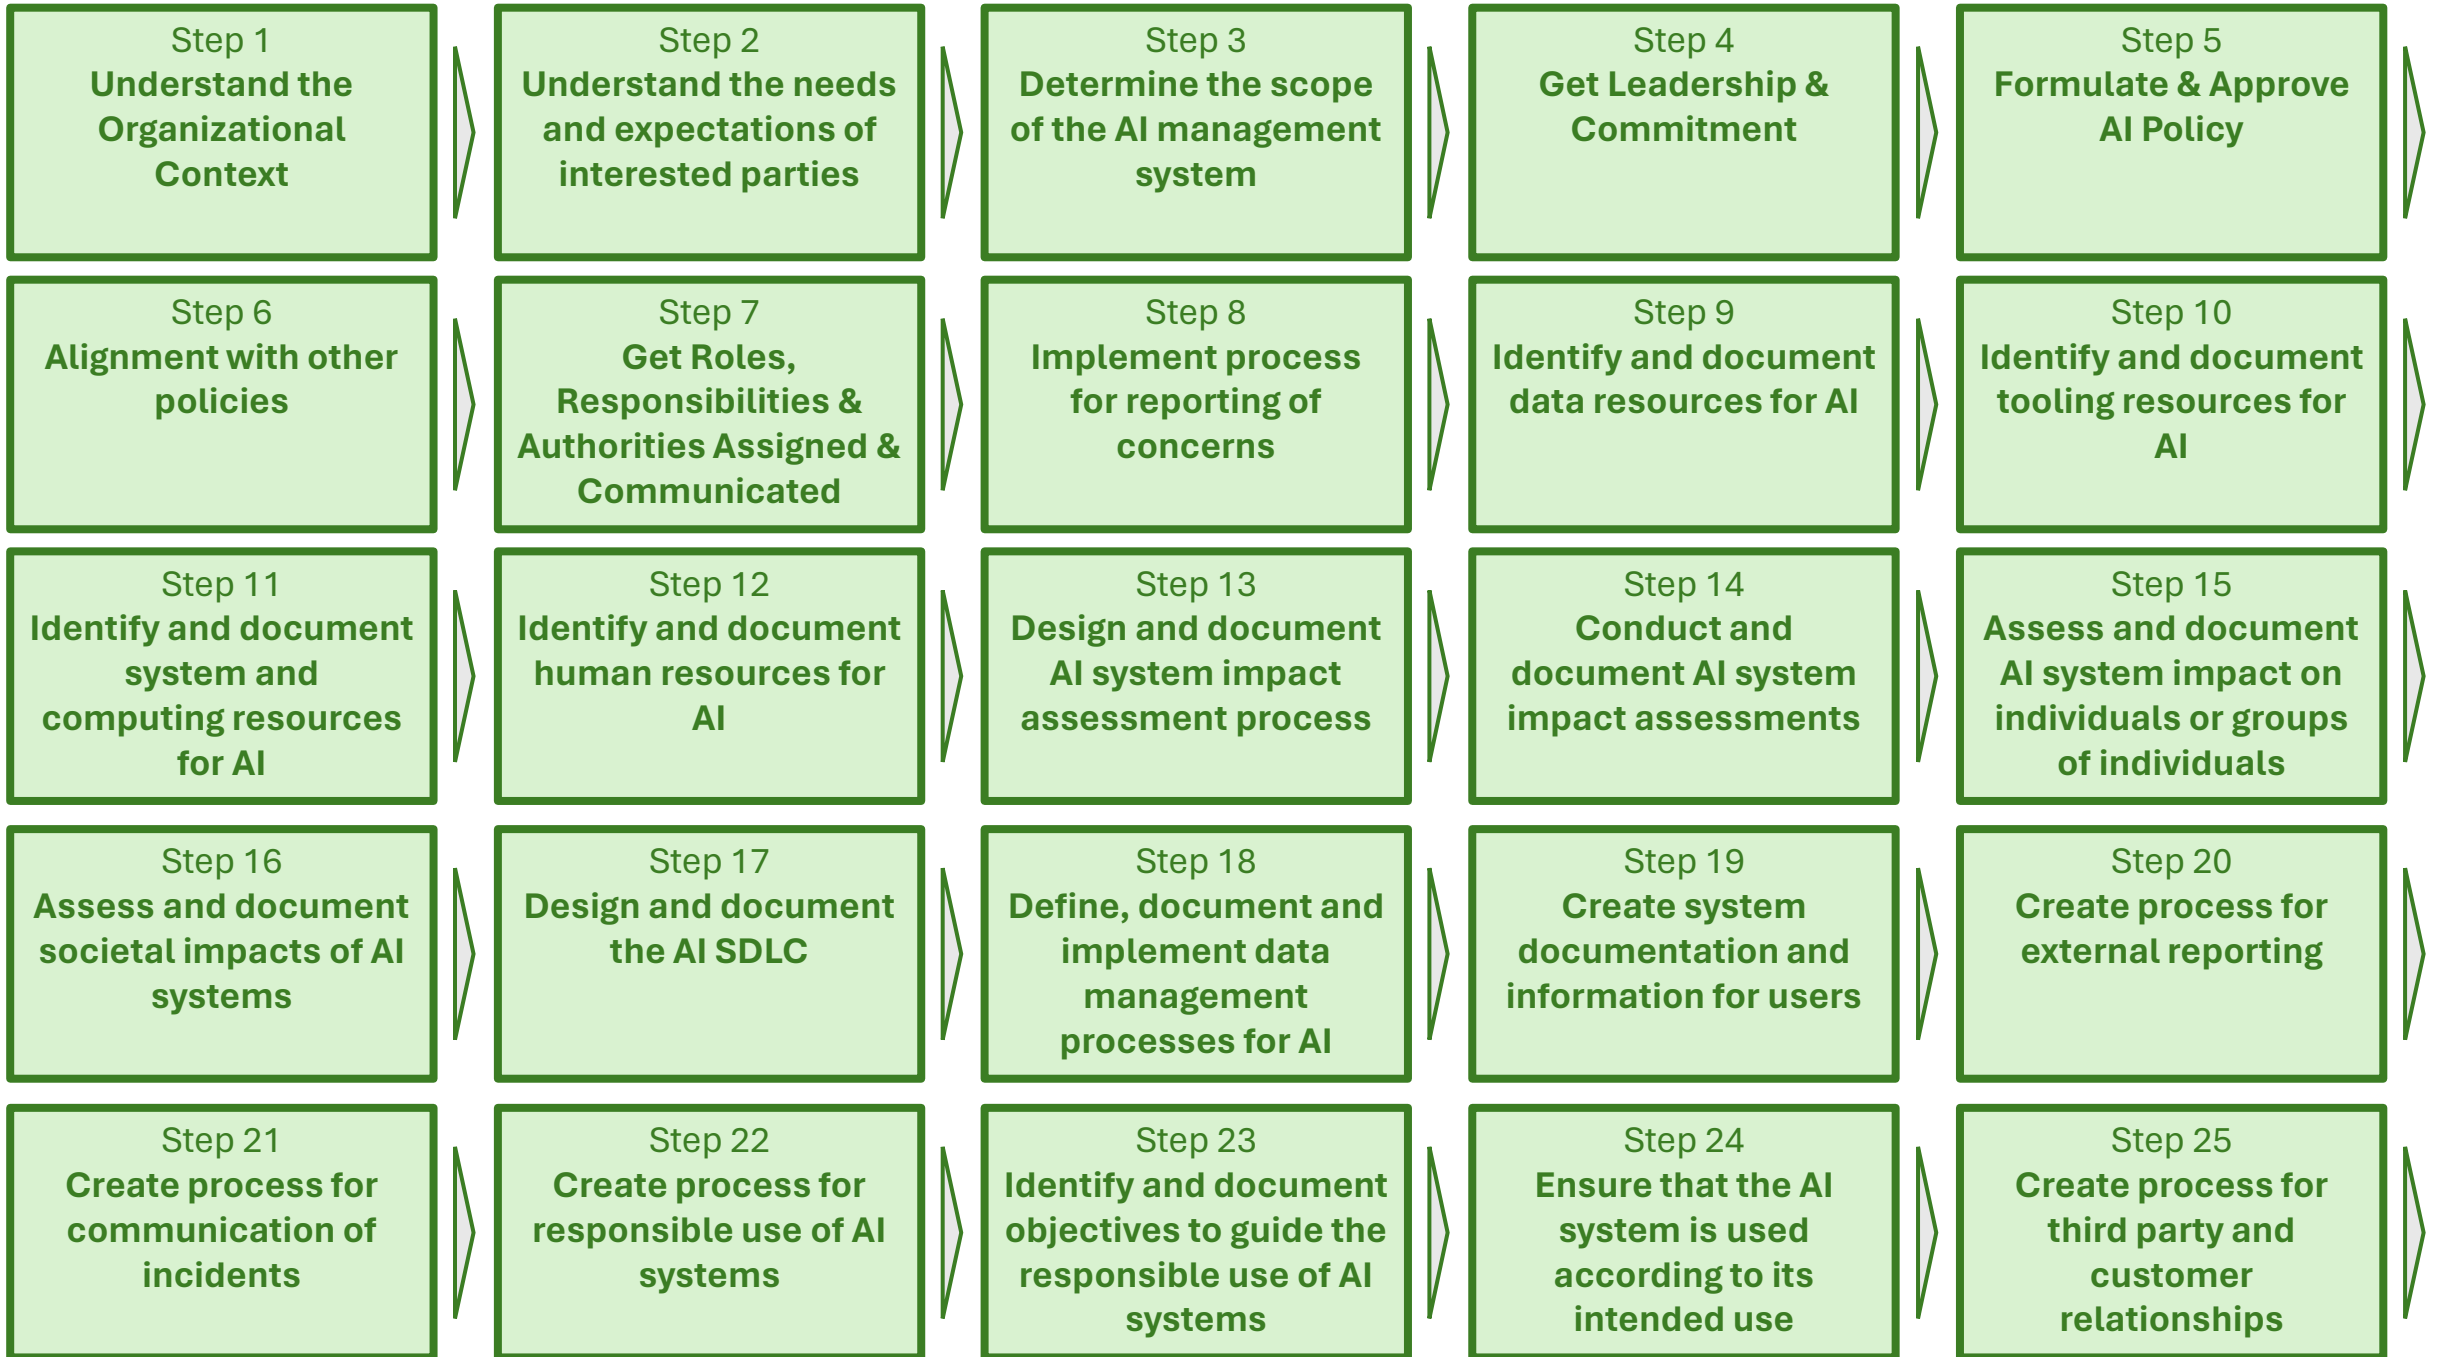 Step 1
Understand the
Organizational
Context
Step 2
Understand the needs
and expectations of
interested parties
Step 3
Determine the scope
of the AI management
system
Step 4
Get Leadership &
Commitment
Step 5
Formulate & Approve
AI Policy
Step 6
Alignment with other
policies
Step 7
Get Roles,
Responsibilities &
Authorities Assigned &
Communicated
Step 8
Implement process
for reporting of
concerns
Step 9
Identify and document
data resources for AI
Step 10
Identify and document
tooling resources for
AI
Step 11
Identify and document
system and
computing resources
for AI
Step 12
Identify and document
human resources for
AI
Step 13
Design and document
AI system impact
assessment process
Step 14
Conduct and
document AI system
impact assessments
Step 15
Assess and document
AI system impact on
individuals or groups
of individuals
Step 16
Assess and document
societal impacts of AI
systems
Step 17
Design and document
the AI SDLC
Step 18
Define, document and
implement data
management
processes for AI
Step 19
Create system
documentation and
information for users
Step 20
Create process for
external reporting
Step 21
Create process for
communication of
incidents
Step 22
Create process for
responsible use of AI
systems
Step 23
Identify and document
objectives to guide the
responsible use of AI
systems
Step 24
Ensure that the AI
system is used
according to its
intended use
Step 25
Create process for
third party and
customer
relationships